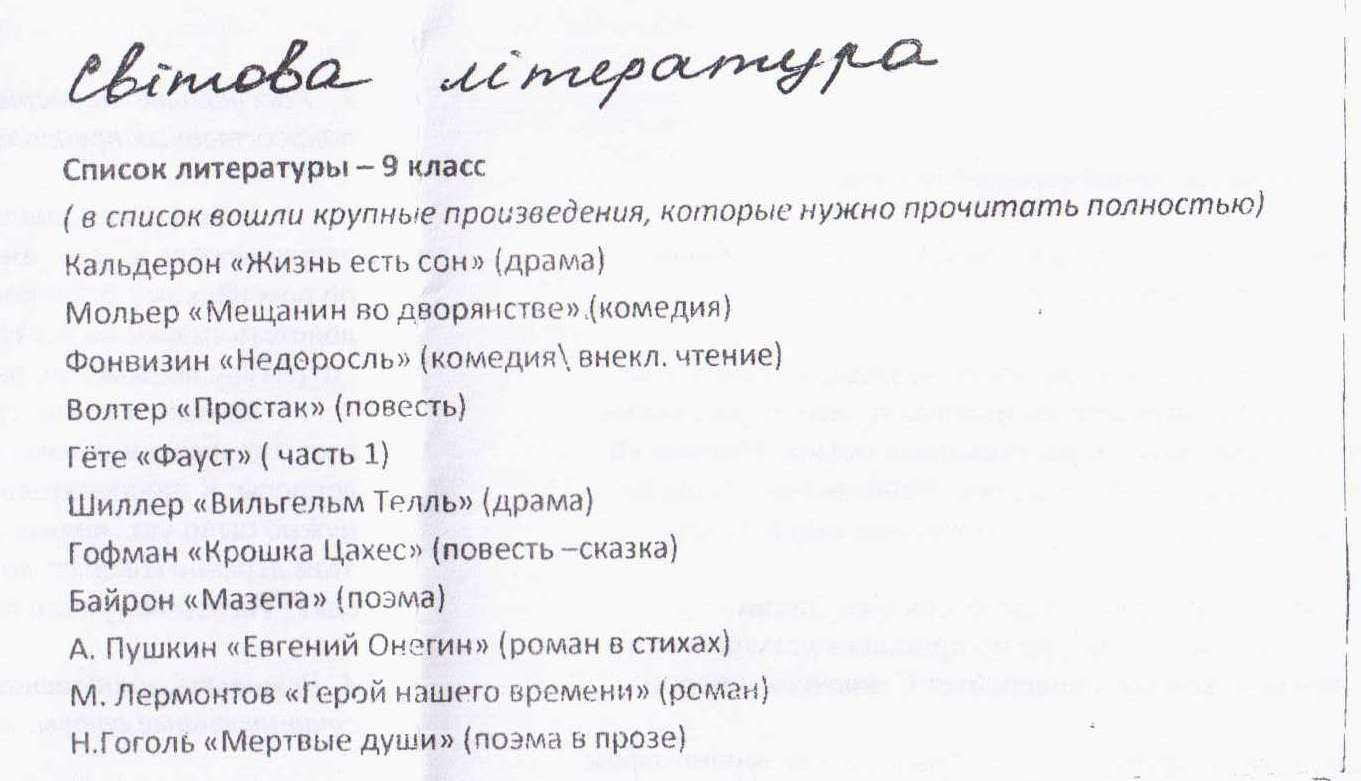 Світова література
Список литературы – 9 класс
( в список вошли крупные произведения, которые нужно прочитать полностью)
Кальдерон «Жизнь есть сон» (драма)
Мольер «Мещанин во дворянстве» (комедия)
Фонвизин «Недоросль» (комедия\ внекл. чтение)
Волтер «Простак» (повесть)
Гёте «Фауст» ( часть 1)
Шиллер «Вильгельм Телль» (драма)
Гофман «Крошка Цахес» (повесть –сказка)
Байрон «Мазепа» (поэма)
А. Пушкин «Евгений Онегин» (роман в стихах)
М. Лермонтов «Герой нашего времени» (роман)
Н.Гоголь «Мертвые души» (поэма в прозе)